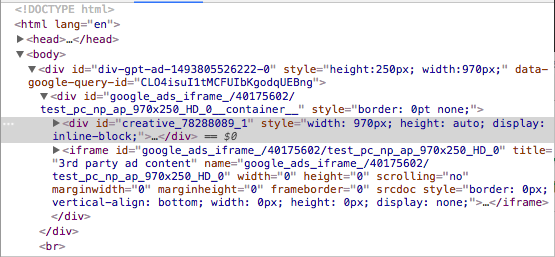 <!DOCTYPE html>
<html lang="en">
▶<head>…</head>
▼<body>
▼<div id="div-gpt-ad-1493805526222-0" style="height:250px; width:970px;" data-
google-query-id="CLO4isuI1tMCFUIbKgodqUEBng">
▼<div id="google_ads_iframe_/40175602/
test_pc_np_ap_970x250_HD_0__container__" style="border: 0pt none;">
… ▶<div id="creative_78288089_1" style="width: 970px; height: auto; display:
inline-block;">…</div> == $0
▶<iframe id="google_ads_iframe_/40175602/test_pc_np_ap_970x250_HD_0" title=
"3rd party ad content" name="google_ads_iframe_/40175602/
test_pc_np_ap_970x250_HD_0" width="0" height="0" scrolling="no"
marginwidth="0" marginheight="0" frameborder="0" srcdoc style="border: 0px;
vertical-align: bottom; width: 0px; height: 0px; display: none;">…</iframe>
</div>
</div>
<br>